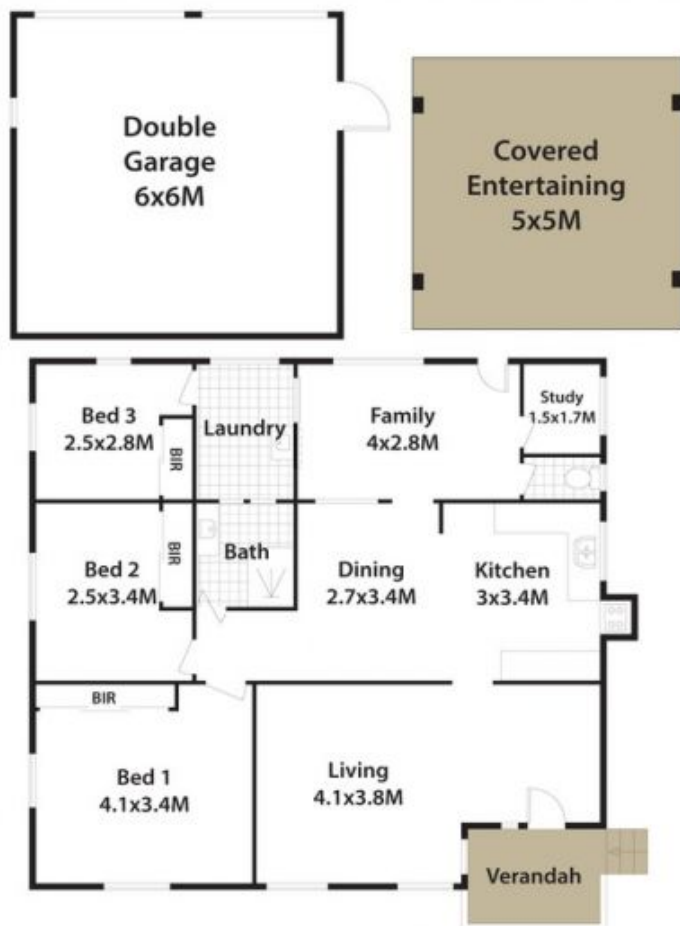 Double
Garage
6x6M
Covered
Entertaining
5x5M
Bed 3
2.5x2.8M
BIR
Laundry
Family
4x2.8M
Study
1.5x1.7M
Bed 2
2.5x3.4M
BIR
Bath
Dining
2.7x3.4M
Kitchen
3x3.4M
BIR
Bed 1
4.1x3.4M
Living
4.1x3.8M
Verandah